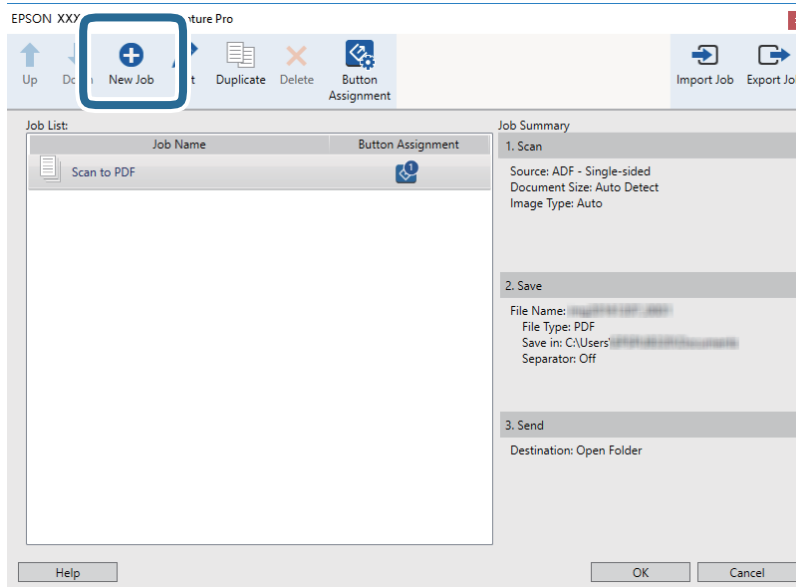 EXPSON XXX ture Pro
Up
New Job
Duplicate
Delete
Button
Assignment
Import Job
Export Jo
Job List:
Job Name
Button Assignment
Scan to PDF
1
Job Summary
1. Scan
Source: ADF - Single-sided
Document Size: Auto Detect
Image Type: Auto
2. Save
File Name:
File Type: PDF
Save in: C:\Users\
Separator: Off
3. Send
Destination: Open Folder
Help
OK
Cancel